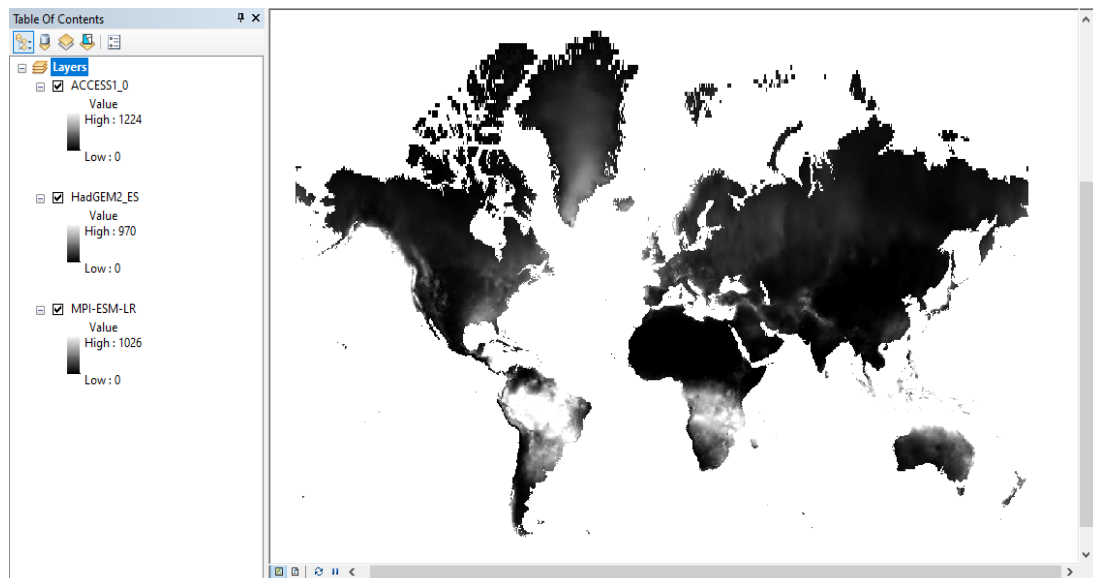 Table Of Contents
Layers
ACCESS1_0
Value
High : 1224
Low : 0
HadGEM2_ES
Value
High : 970
Low : 0
MPI-ESM-LR
Value
High : 1026
Low : 0